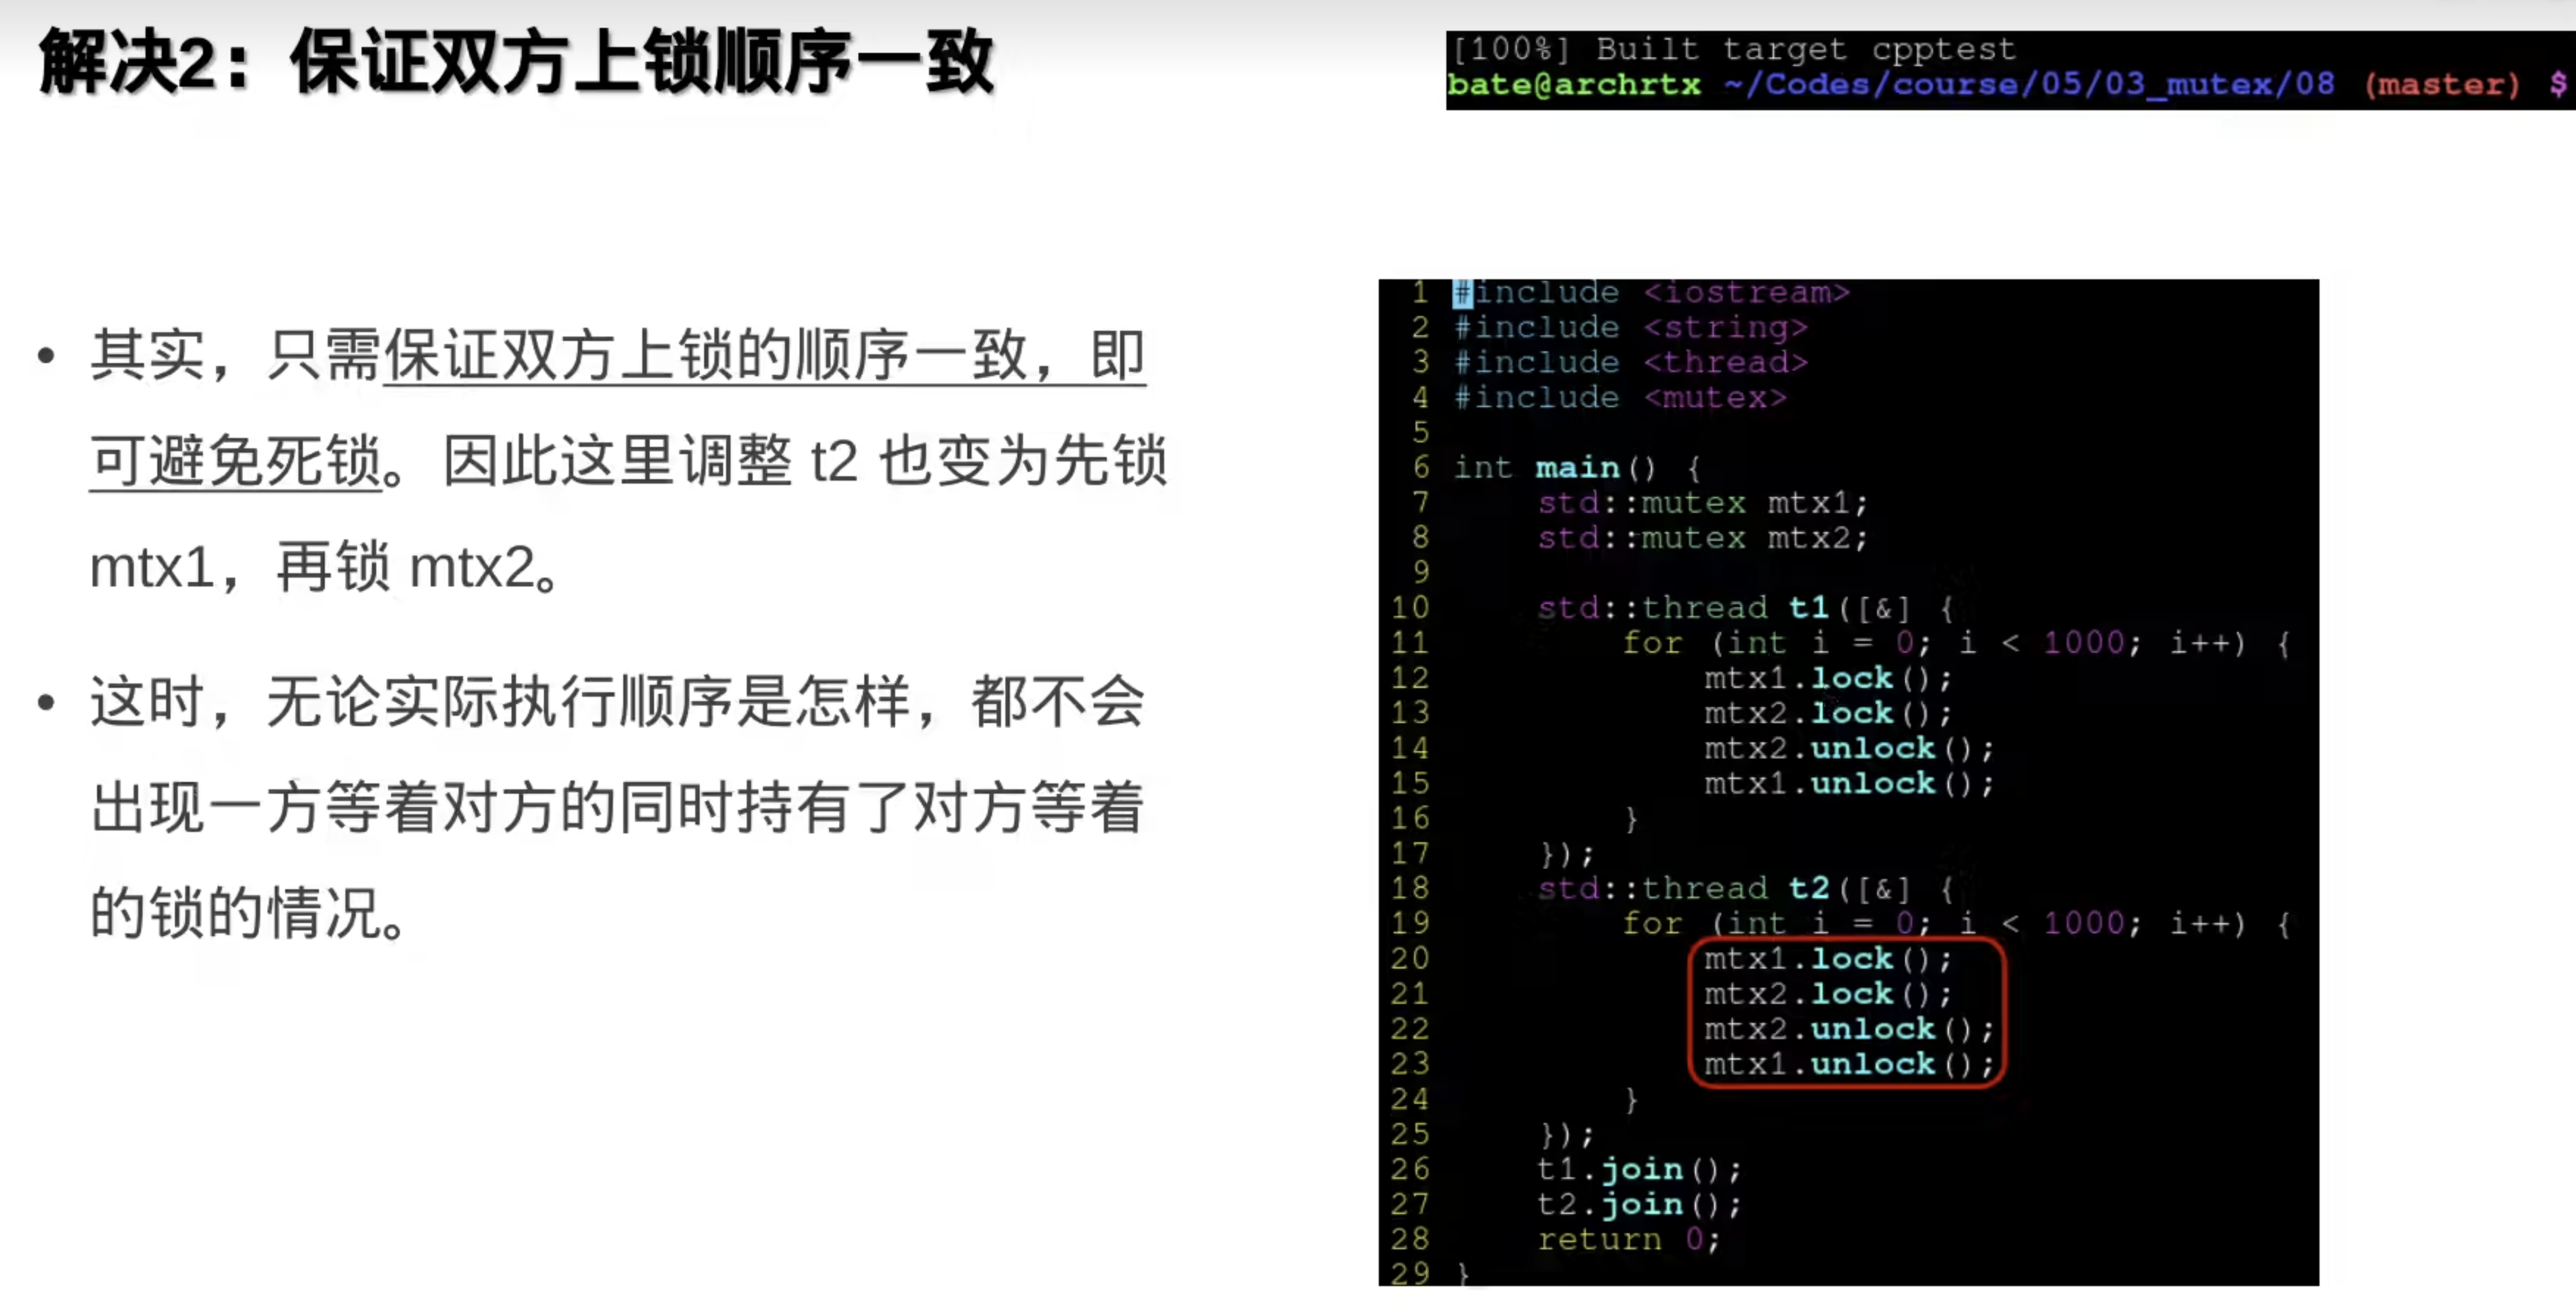 解决2：保证双方上锁顺序一致
[100%] Built target cpptest
bate@archrtx ~/Codes/course/05/03_mutex/08 (master) $
• 其实，只需保证双方上锁的顺序一致，即
可避免死锁。因此这里调整 t2 也变为先锁
mtx1，再锁 mtx2。
• 这时，无论实际执行顺序是怎样，都不会
出现一方等着对方的同时持有了对方等着
的锁的情况。
1 #include <iostream>
2 #include <string>
3 #include <thread>
4 #include <mutex>
5
6 int main() {
7     std::mutex mtx1;
8     std::mutex mtx2;
9
10     std::thread t1([&] {
11         for (int i = 0; i < 1000; i++) {
12             mtx1.lock();
13             mtx2.lock();
14             mtx2.unlock();
15             mtx1.unlock();
16         }
17     });
18     std::thread t2([&] {
19         for (int i = 0; i < 1000; i++) {
20             mtx1.lock();
21             mtx2.lock();
22             mtx2.unlock();
23             mtx1.unlock();
24         }
25     });
26     t1.join();
27     t2.join();
28     return 0;
29 }